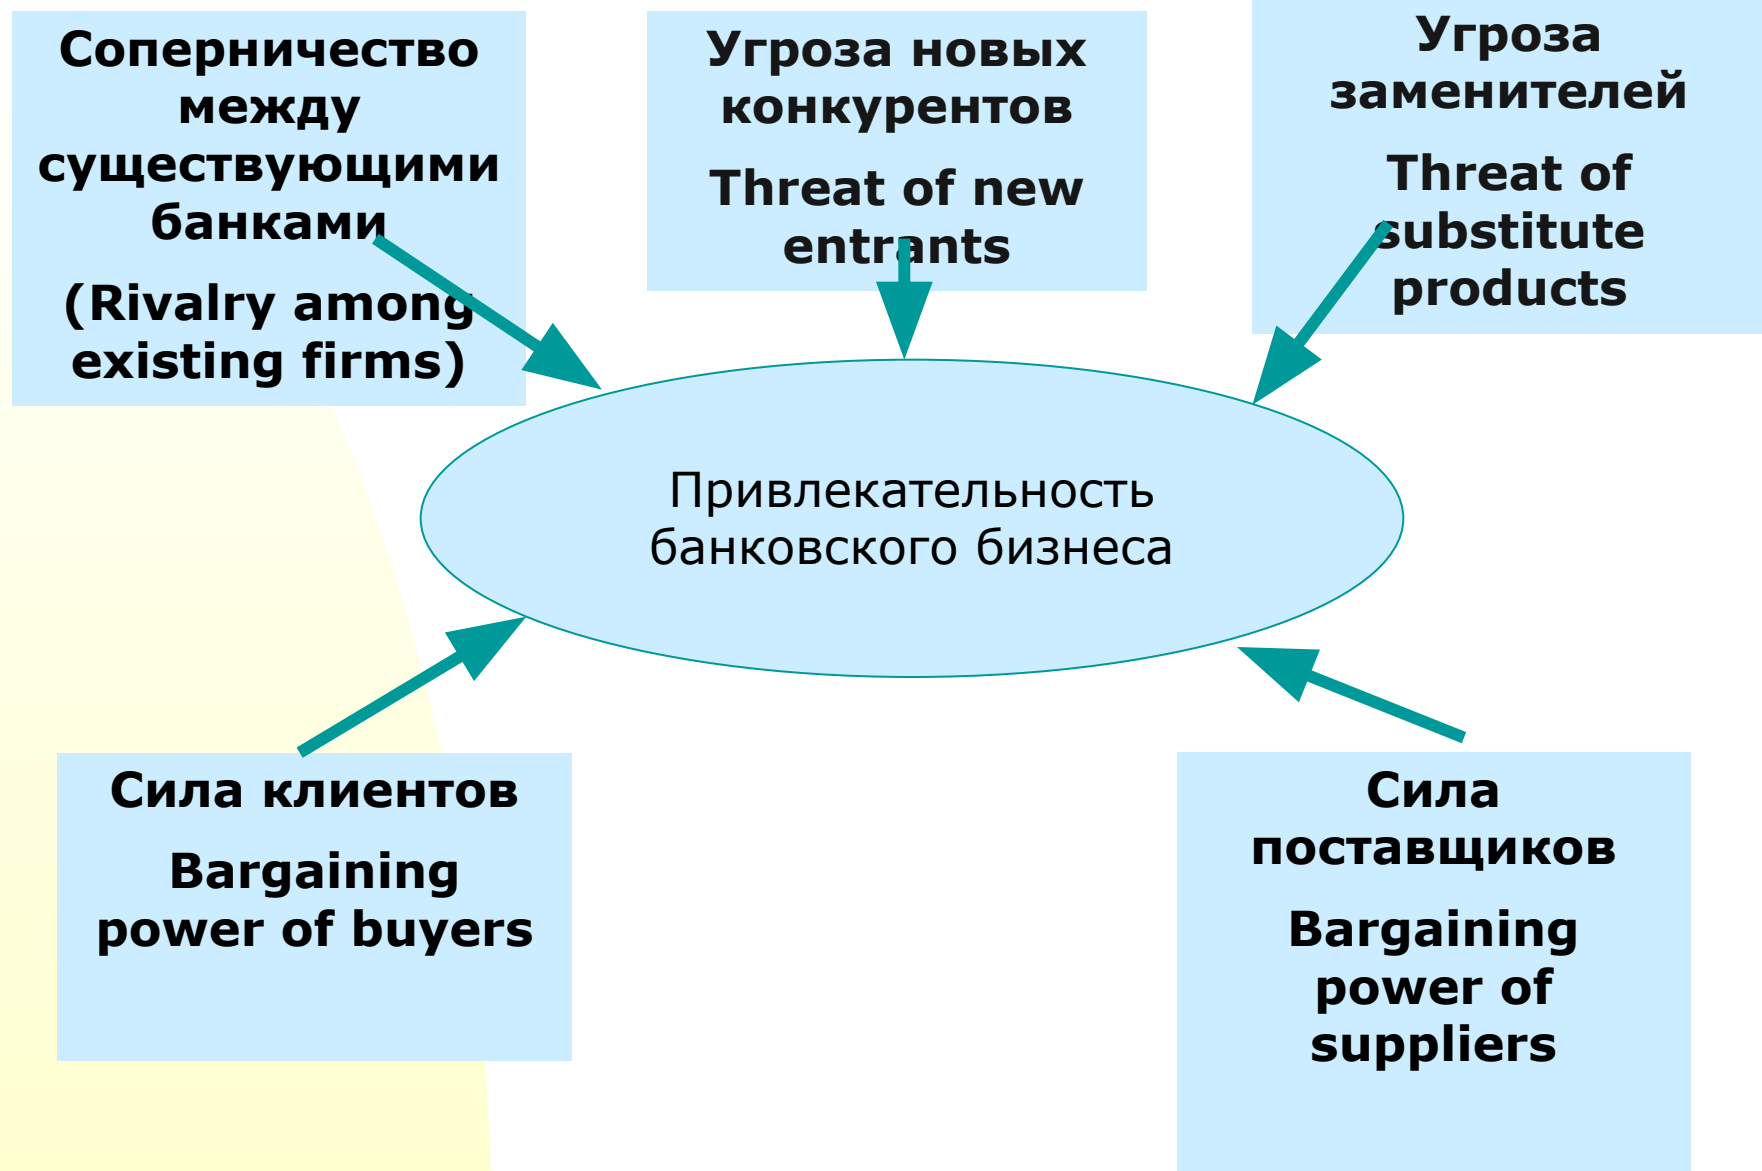 Соперничество
между
существующими
банками
(Rivalry among
existing firms)
Угроза новых
конкурентов
Threat of new
entrants
Угроза
заменителей
Threat of
substitute
products
Привлекательность
банковского бизнеса
Сила клиентов
Bargaining
power of buyers
Сила
поставщиков
Bargaining
power of
suppliers